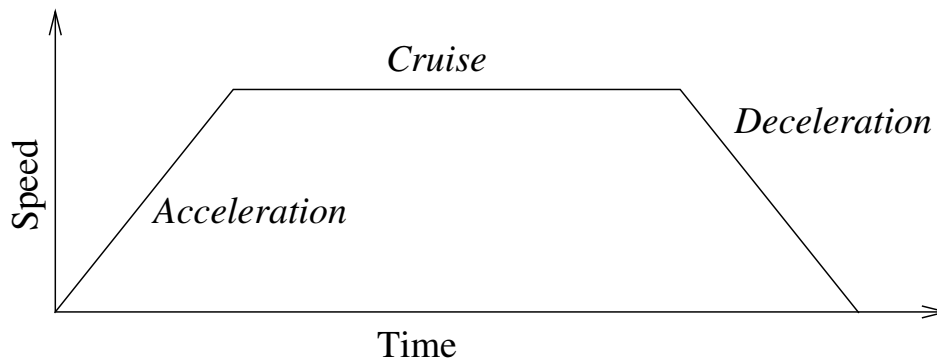 Cruise
Deceleration
Speed
Acceleration
Time